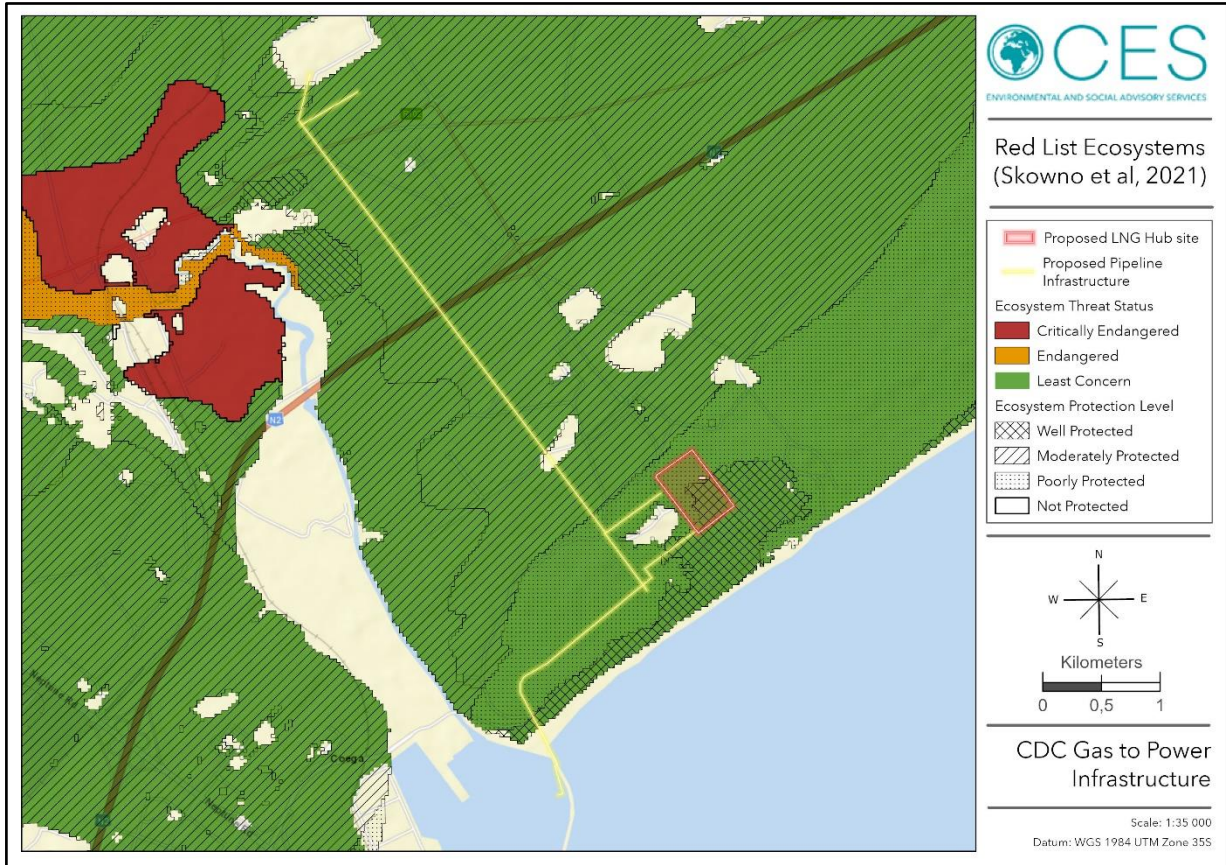 CES
ENVIRONMENTAL AND SOCIAL ADVISORY SERVICES
Red List Ecosystems
(Skowno et al, 2021)
Proposed LNG Hub site
Proposed Pipeline
Infrastructure
Ecosystem Threat Status
Critically Endangered
Endangered
Least Concern
Ecosystem Protection Level
Well Protected
Moderately Protected
Poorly Protected
Not Protected
N
W
E
S
Kilometers
0
0,5
1
CDC Gas to Power
Infrastructure
Scale: 1:35 000
Datum: WGS 1984 UTM Zone 35S
N2
Coega